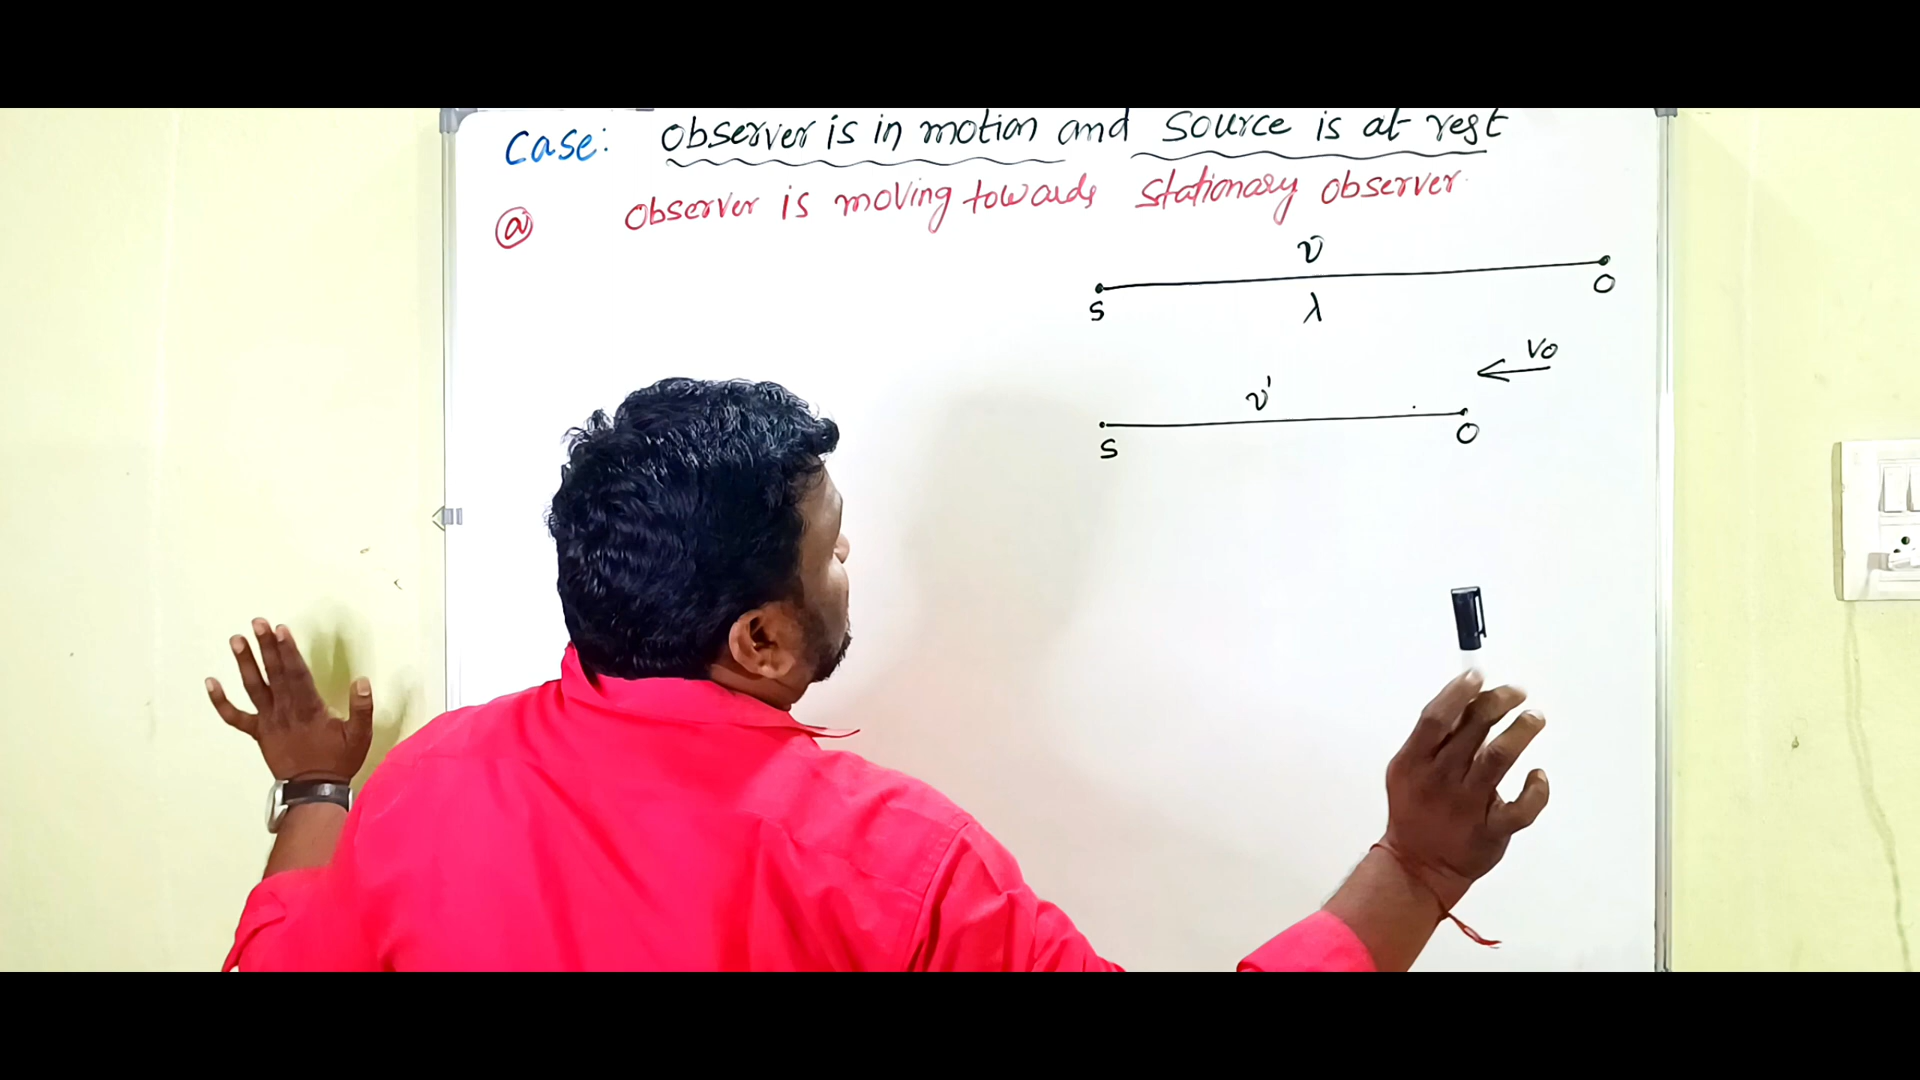 Case: Observer is in motion and Source is at rest
(a) Observer is moving towards stationary observer.
ν
S O
λ
Vo
ν'
S O